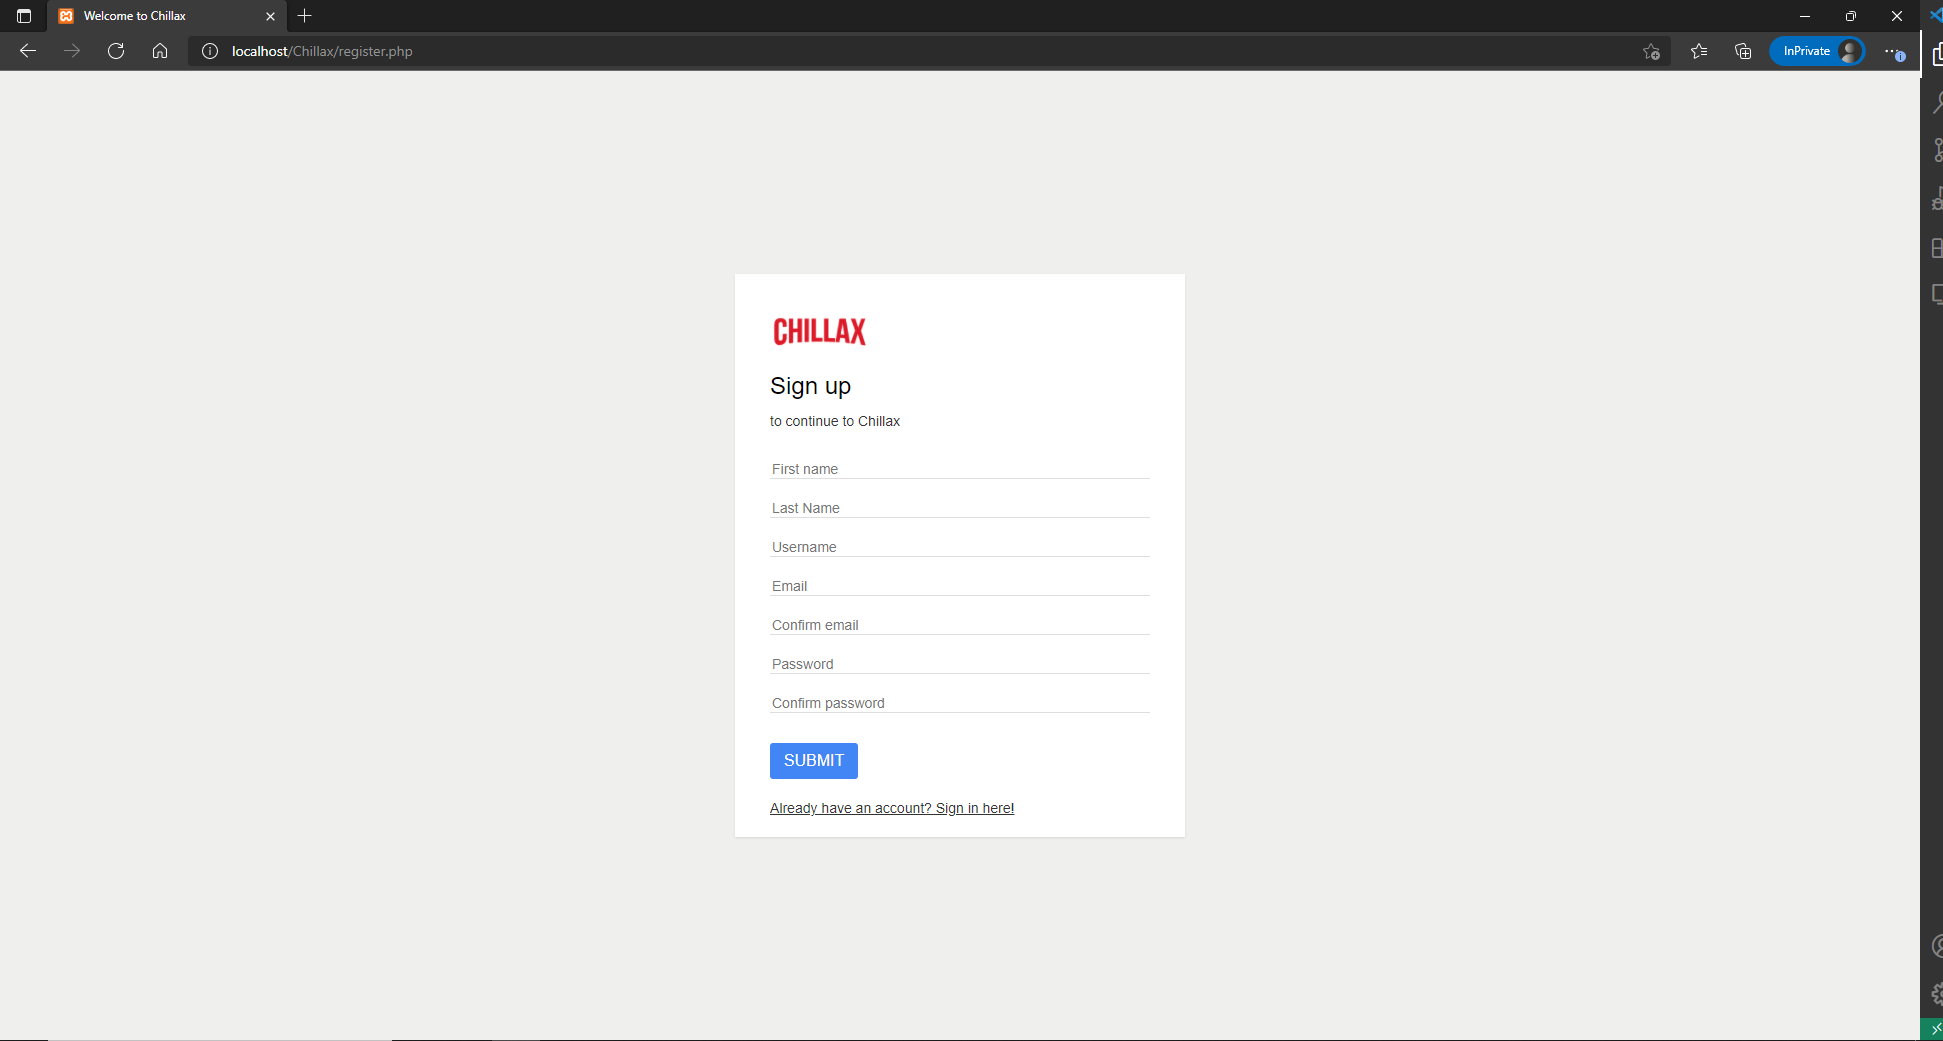 Welcome to Chillax
localhost/Chillax/register.php
InPrivate
CHILLAX
Sign up
to continue to Chillax
First name
Last Name
Username
Email
Confirm email
Password
Confirm password
SUBMIT
Already have an account? Sign in here!